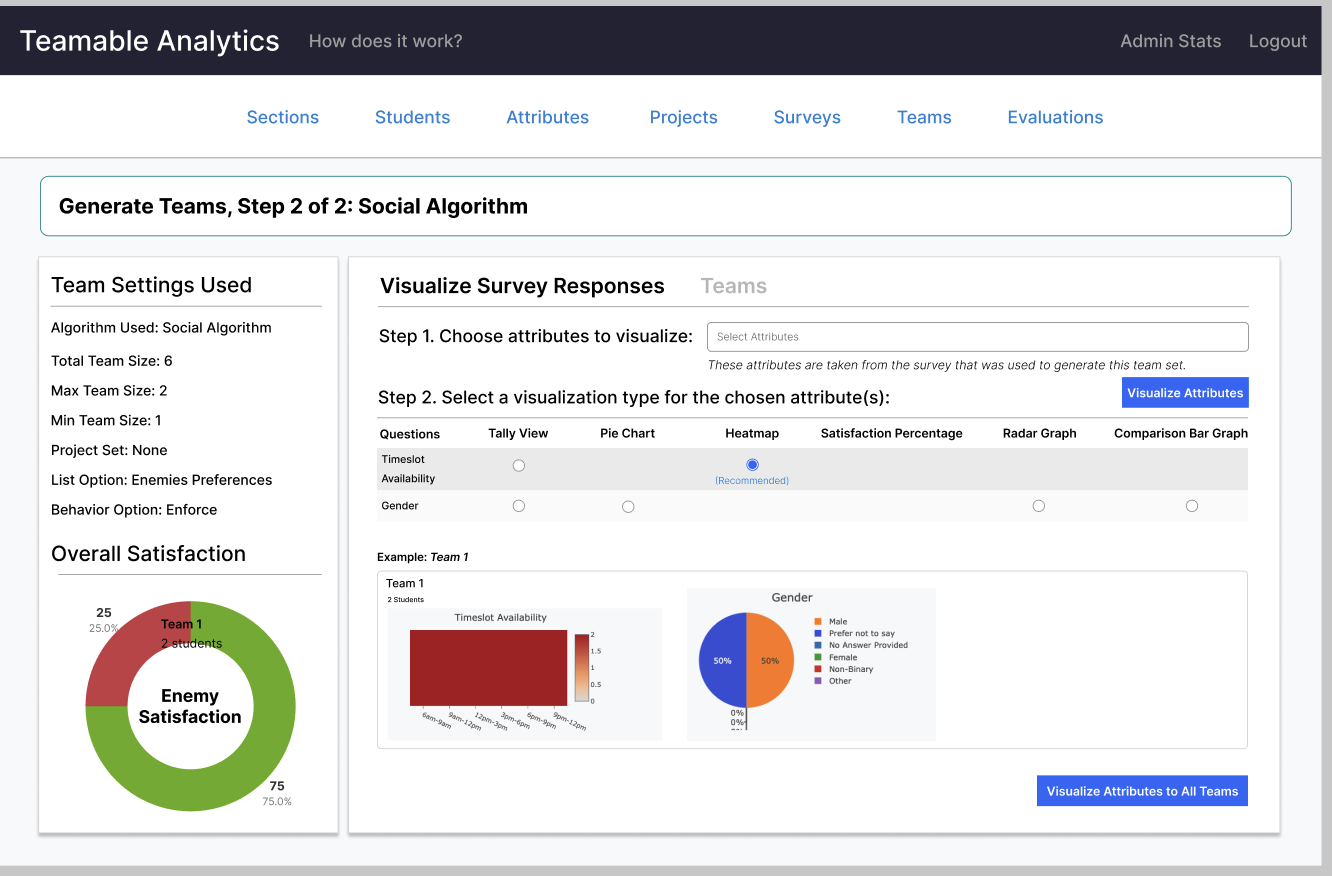 Teamable Analytics How does it work? Admin Stats Logout
Sections Students Attributes Projects Surveys Teams Evaluations
Generate Teams, Step 2 of 2: Social Algorithm
Team Settings Used
Algorithm Used: Social Algorithm
Total Team Size: 6
Max Team Size: 2
Min Team Size: 1
Project Set: None
List Option: Enemies Preferences
Behavior Option: Enforce
Overall Satisfaction
25
25.0%
Team 1
2 students
Enemy
Satisfaction
75
75.0%
Visualize Survey Responses Teams
Step 1. Choose attributes to visualize: Select Attributes
These attributes are taken from the survey that was used to generate this team set.
Step 2. Select a visualization type for the chosen attribute(s): Visualize Attributes
Questions Tally View Pie Chart Heatmap Satisfaction Percentage Radar Graph Comparison Bar Graph
Timeslot
Availability
(Recommended)
Gender
Example: Team 1
Team 1
2 Students
Timeslot Availability
2
1.5
1
0.5
0
6am-9am 9am-12pm 12pm-3pm 3pm-6pm 6pm-9pm 9pm-12pm
Gender
50% 50%
0%
0%
Male
Prefer not to say
No Answer Provided
Female
Non-Binary
Other
Visualize Attributes to All Teams